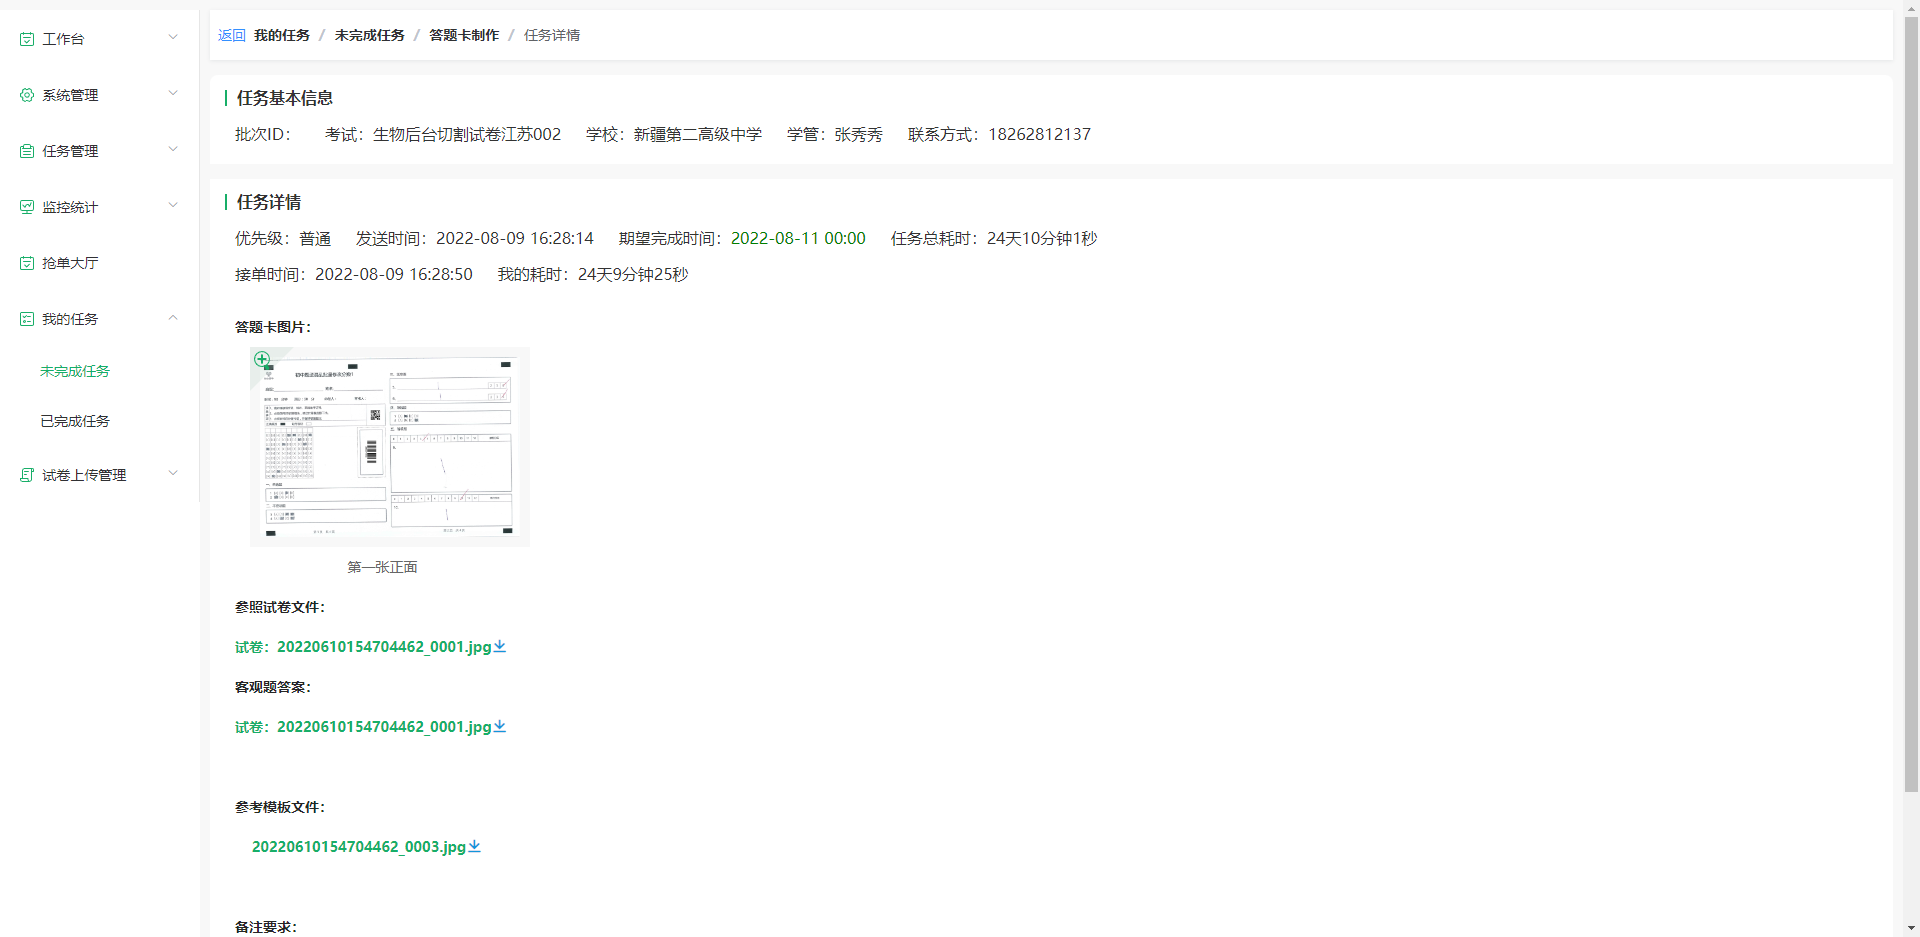 工作台
系统管理
任务管理
监控统计
抢单大厅
我的任务
未完成任务
已完成任务
试卷上传管理
返回 我的任务 / 未完成任务 / 答题卡制作 / 任务详情
任务基本信息
批次ID： 考试：生物后台切割试卷江苏002 学校：新疆第二高级中学 学管：张秀秀 联系方式：18262812137
任务详情
优先级：普通 发送时间：2022-08-09 16:28:14 期望完成时间：2022-08-11 00:00 任务总耗时：24天10分钟1秒
接单时间：2022-08-09 16:28:50 我的耗时：24天9分钟25秒
答题卡图片：
第一张正面
参照试卷文件：
试卷：20220610154704462_0001.jpg
客观题答案：
试卷：20220610154704462_0001.jpg
参考模板文件：
20220610154704462_0003.jpg
备注要求：